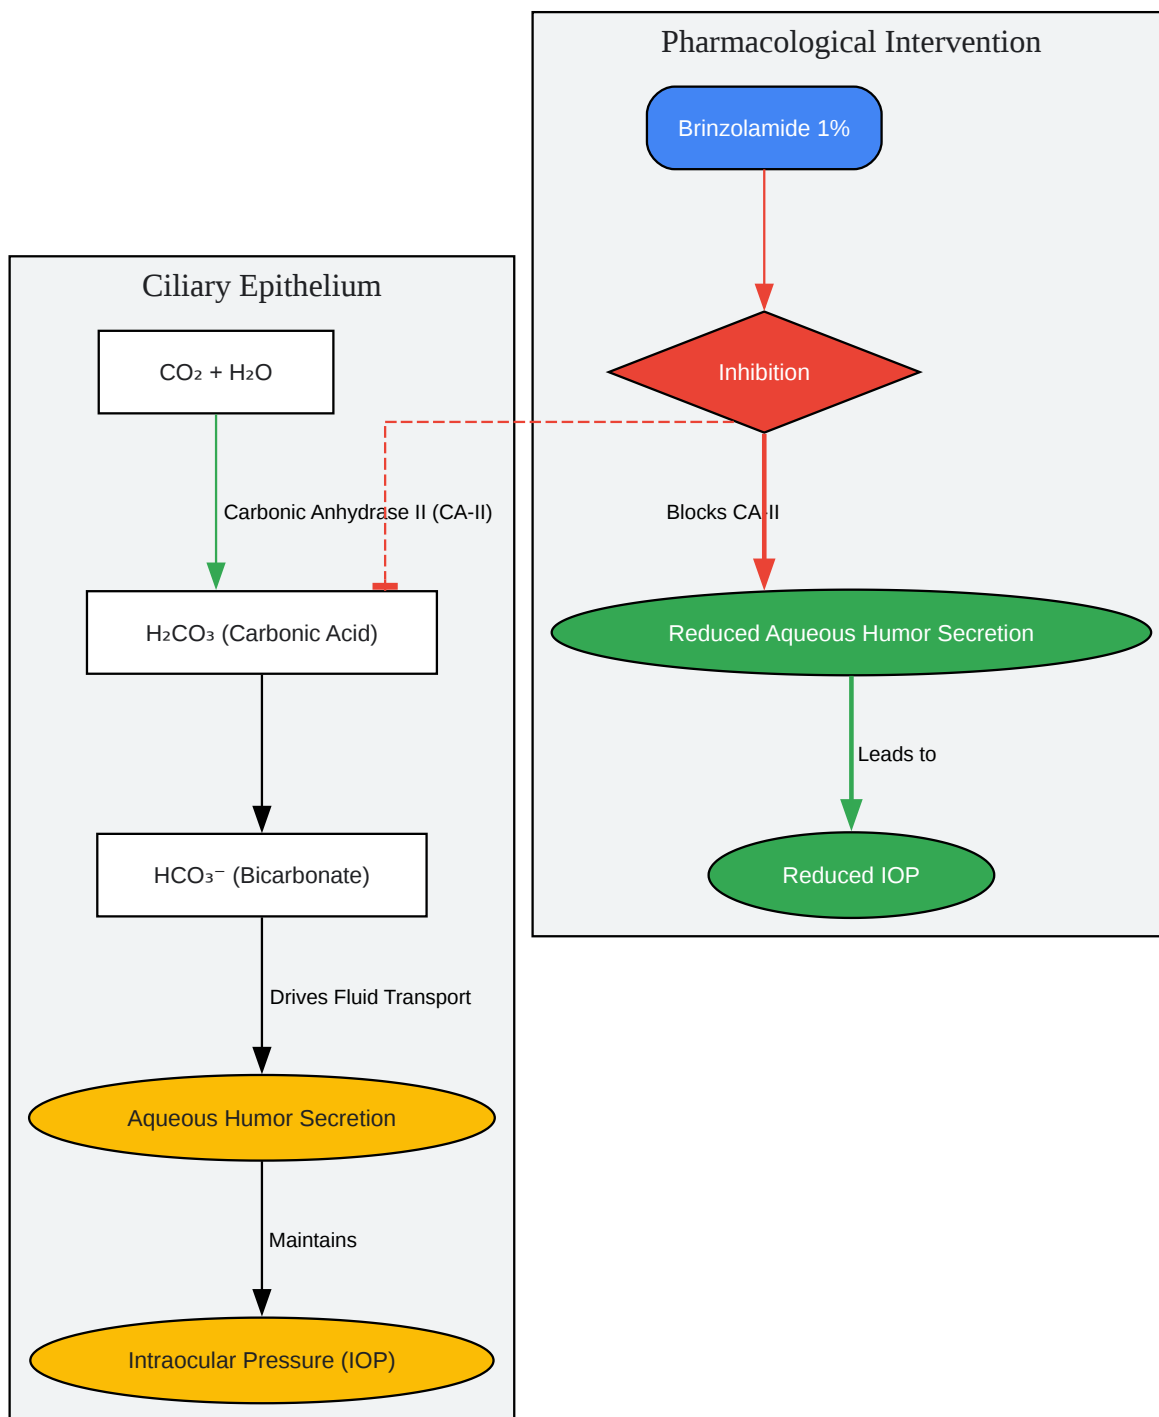 Pharmacological Intervention
Brinzolamide 1%
Inhibition
Blocks CA-II
Reduced Aqueous Humor Secretion
Leads to
Reduced IOP
Ciliary Epithelium
CO₂ + H₂O
Carbonic Anhydrase II (CA-II)
H₂CO₃ (Carbonic Acid)
HCO₃⁻ (Bicarbonate)
Drives Fluid Transport
Aqueous Humor Secretion
Maintains
Intraocular Pressure (IOP)